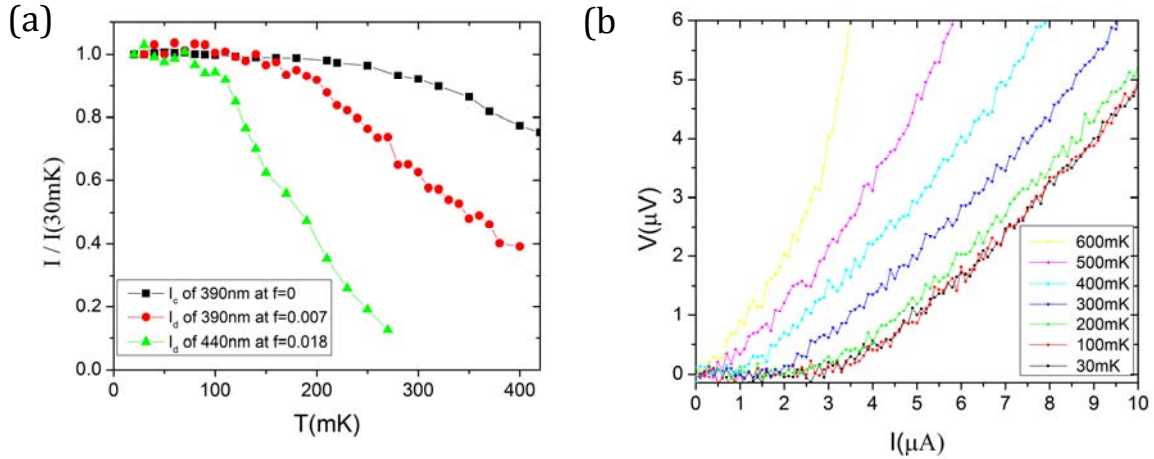 (a)
I / I(30mK)
1.0
0.8
0.6
0.4
0.2
0.0
I_c of 390nm at f=0
I_d of 390nm at f=0.007
I_d of 440nm at f=0.018
0
100
200
300
400
T(mK)
(b)
V(μV)
6
5
4
3
2
1
0
600mK
500mK
400mK
300mK
200mK
100mK
30mK
0
1
2
3
4
5
6
7
8
9
10
I(μA)